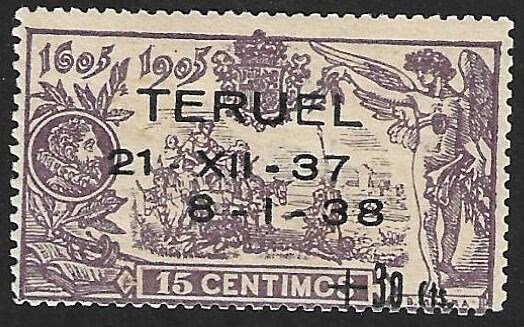 1605 1905
TERUEL
21 - XII - 37
8 - I - 38
15 CENTIMOS
+ 30 cts